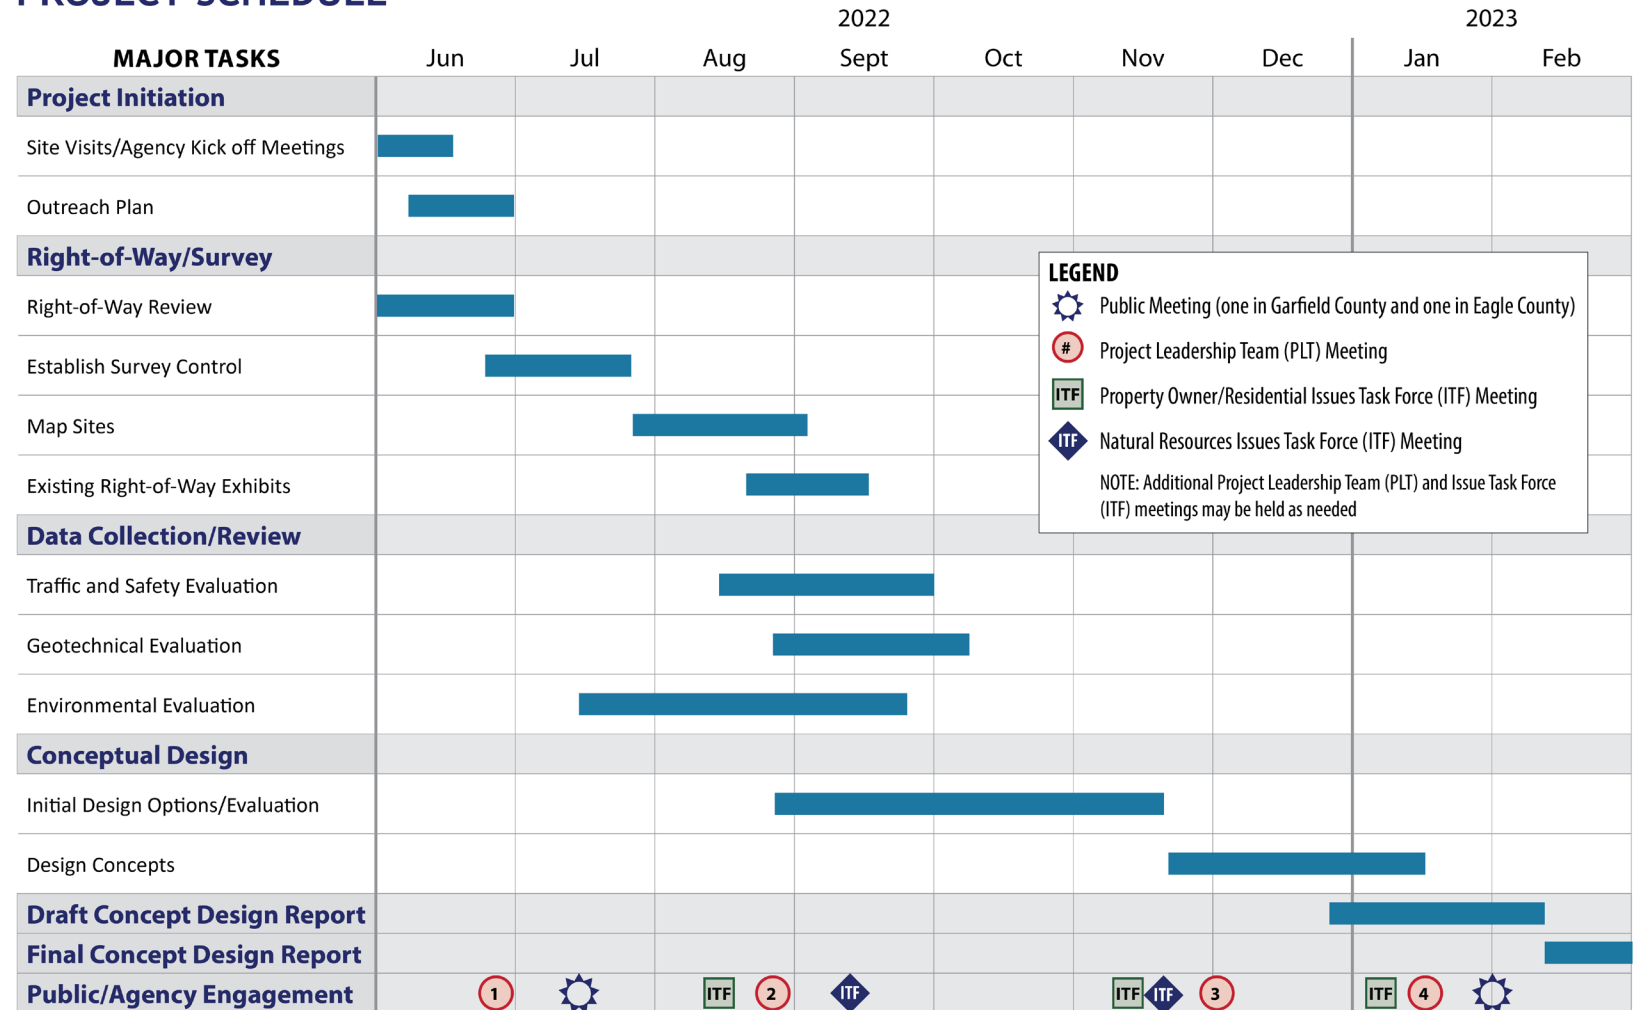 PROJECT SCHEDULE
2022 2023
MAJOR TASKS Jun Jul Aug Sept Oct Nov Dec Jan Feb
Project Initiation
Site Visits/Agency Kick off Meetings
Outreach Plan
Right-of-Way/Survey
Right-of-Way Review
Establish Survey Control
Map Sites
Existing Right-of-Way Exhibits
LEGEND
Public Meeting (one in Garfield County and one in Eagle County)
# Project Leadership Team (PLT) Meeting
ITF Property Owner/Residential Issues Task Force (ITF) Meeting
ITF Natural Resources Issues Task Force (ITF) Meeting
NOTE: Additional Project Leadership Team (PLT) and Issue Task Force
(ITF) meetings may be held as needed
Data Collection/Review
Traffic and Safety Evaluation
Geotechnical Evaluation
Environmental Evaluation
Conceptual Design
Initial Design Options/Evaluation
Design Concepts
Draft Concept Design Report
Final Concept Design Report
Public/Agency Engagement 1 ITF 2 ITF ITF ITF 3 ITF 4